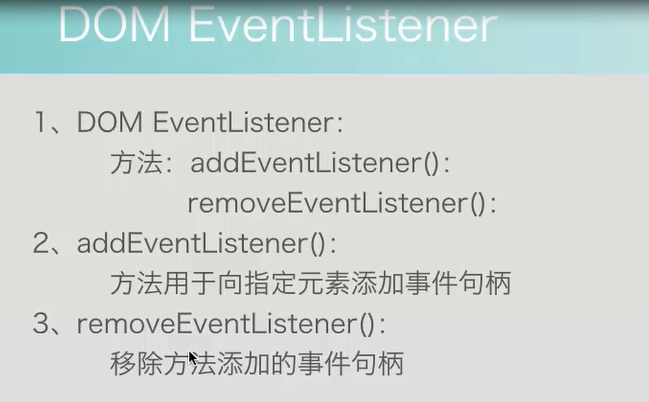 DOM EventListener
1、DOM EventListener：
方法：addEventListener()：
removeEventListener()：
2、addEventListener()：
方法用于向指定元素添加事件句柄
3、removeEventListener()：
移除方法添加的事件句柄